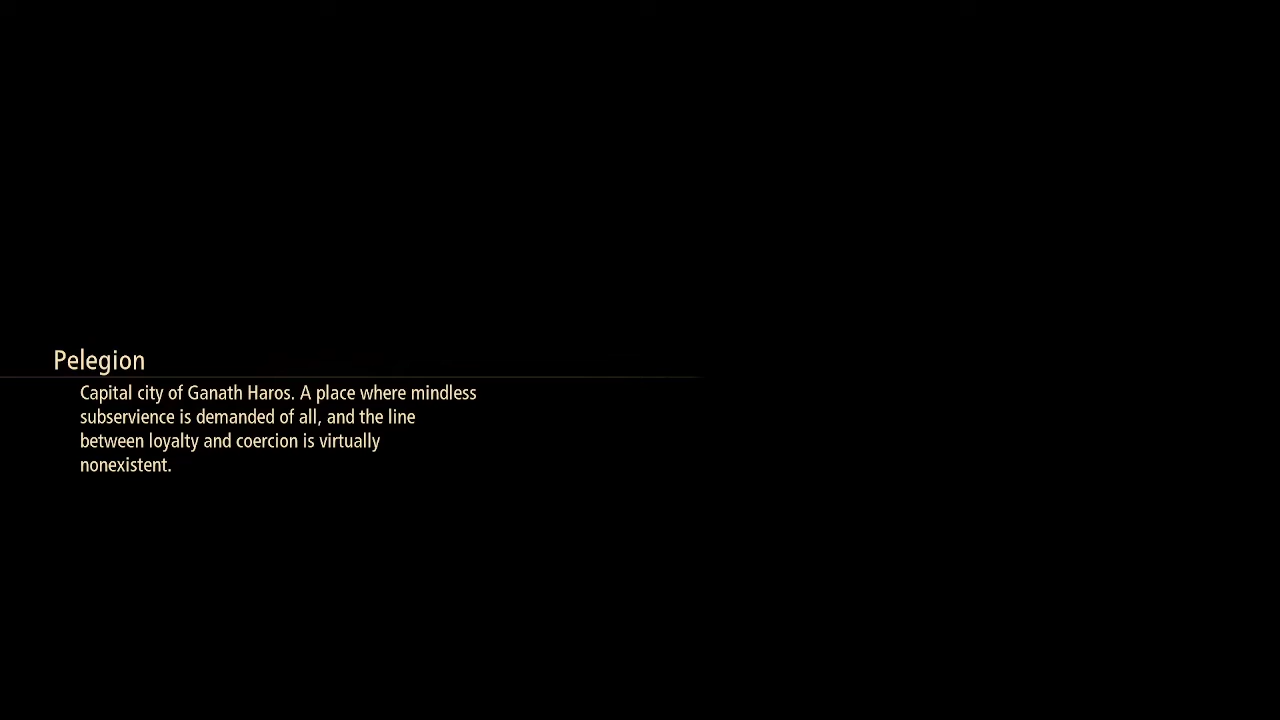 Pelegion
Capital city of Ganath Haros. A place where mindless
subservience is demanded of all, and the line
between loyalty and coercion is virtually
nonexistent.